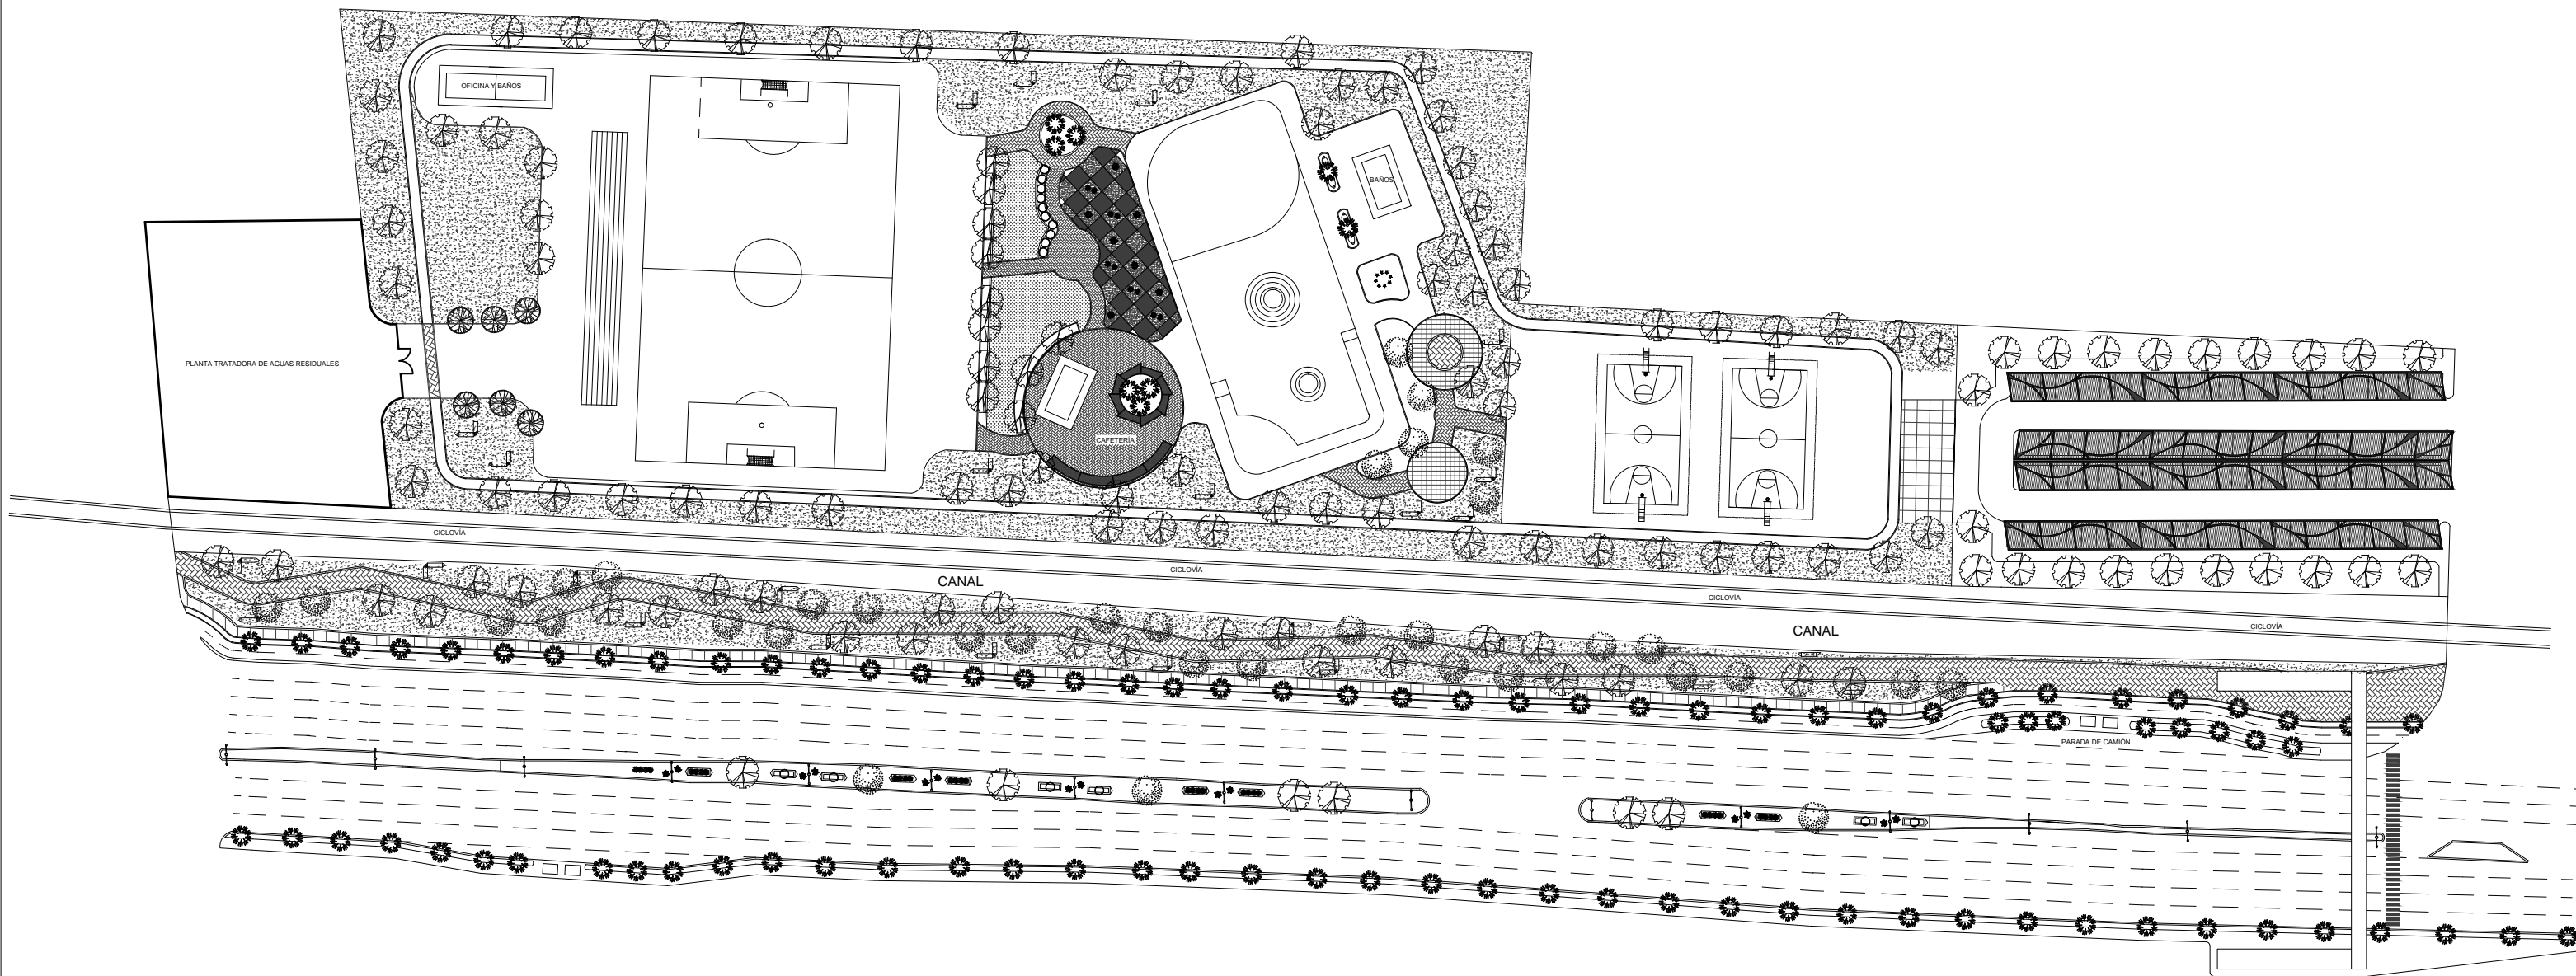 OFICINA Y BAÑOS
BAÑOS
PLANTA TRATADORA DE AGUAS RESIDUALES
CAFETERÍA
CICLOVÍA
CICLOVÍA
CANAL
CICLOVÍA
CICLOVÍA
CANAL
PARADA DE CAMIÓN